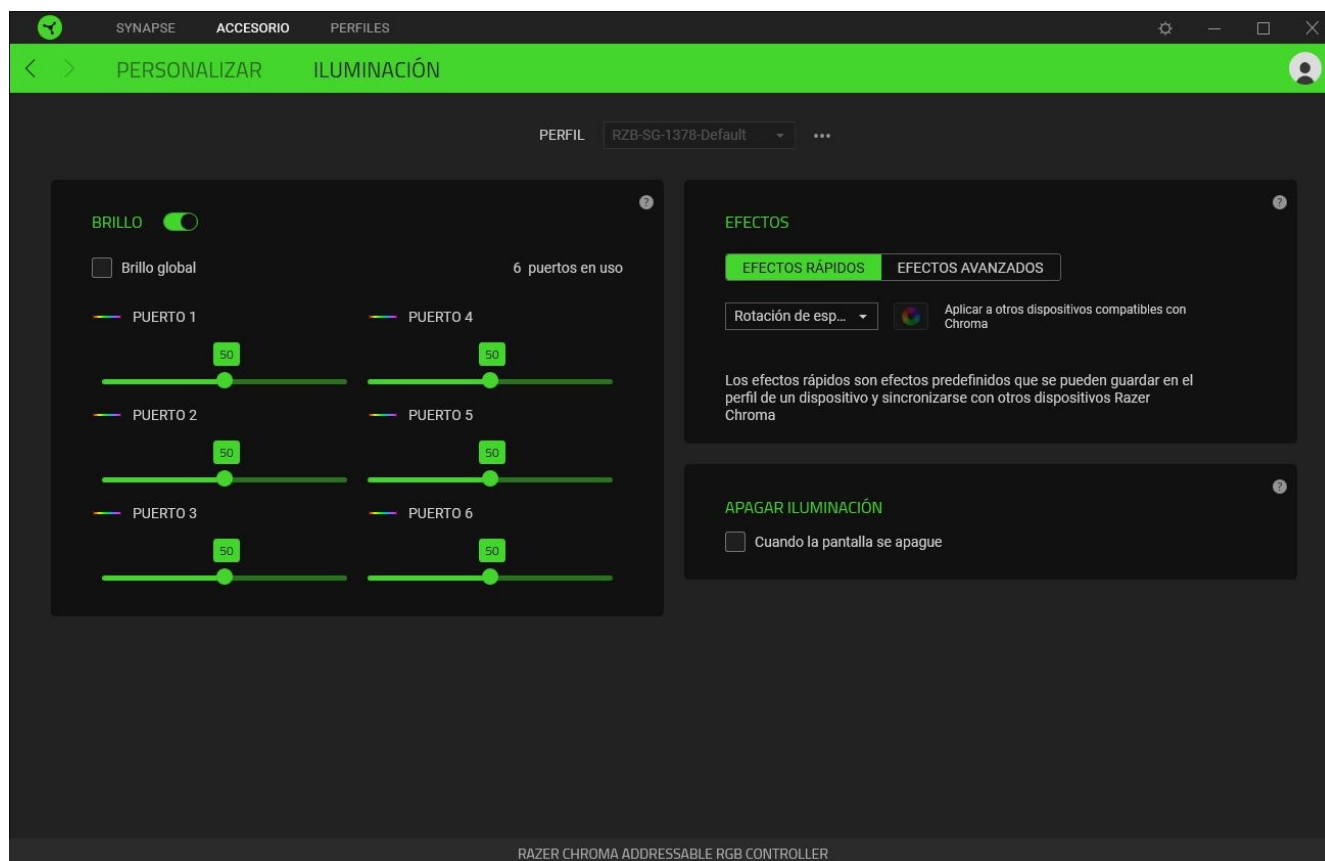 SYNAPSE ACCESORIO PERFILES
PERSONALIZAR ILUMINACIÓN
PERFIL RZB-SG-1378-Default
BRILLO
Brillo global 6 puertos en uso
PUERTO 1 PUERTO 4
50 50
PUERTO 2 PUERTO 5
50 50
PUERTO 3 PUERTO 6
50 50
EFECTOS
EFECTOS RÁPIDOS EFECTOS AVANZADOS
Rotación de esp... Aplicar a otros dispositivos compatibles con
Chroma
Los efectos rápidos son efectos predefinidos que se pueden guardar en el
perfil de un dispositivo y sincronizarse con otros dispositivos Razer
Chroma
APAGAR ILUMINACIÓN
Cuando la pantalla se apague
RAZER CHROMA ADDRESSABLE RGB CONTROLLER